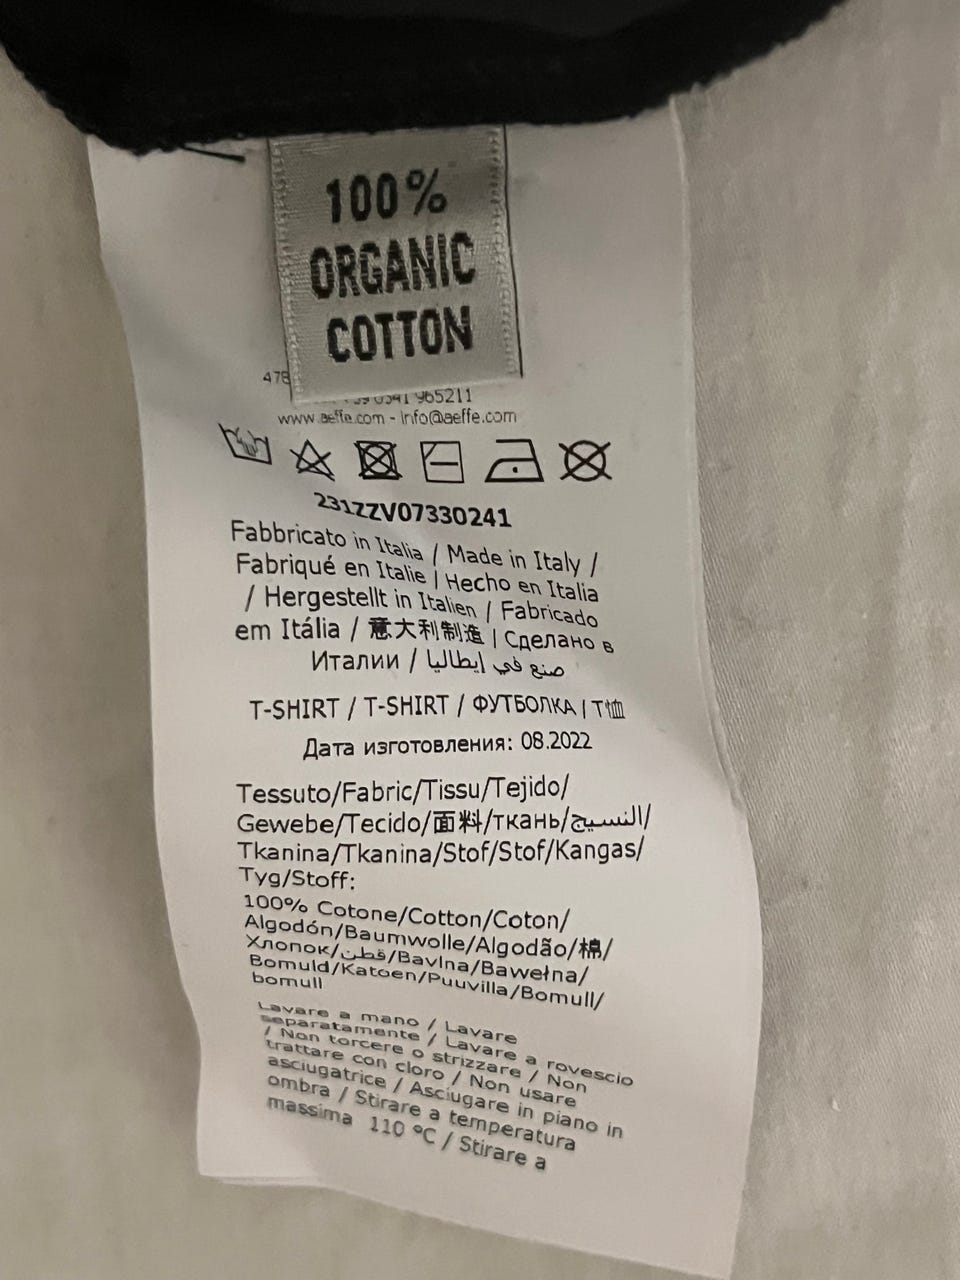 100%
ORGANIC
COTTON
478
39 0541 965211
www.aeffe.com - info@aeffe.com
231ZZV07330241
Fabbricato in Italia / Made in Italy /
Fabriqué en Italie / Hecho en Italia
/ Hergestellt in Italien / Fabricado
em Itália / 意大利制造 / Сделано в
Италии / صنع في إيطاليا
T-SHIRT / T-SHIRT / ФУТБОЛКА / T恤
Дата изготовления: 08.2022
Tessuto/Fabric/Tissu/Tejido/
Gewebe/Tecido/面料/ткань/النسيج/
Tkanina/Tkanina/Stof/Stof/Kangas/
Tyg/Stoff:
100% Cotone/Cotton/Coton/
Algodón/Baumwolle/Algodão/棉/
Хлопок/قطن/Bavlna/Bawełna/
Bomuld/Katoen/Puuvilla/Bomull/
bomull
Lavare a mano / Lavare
separatamente / Lavare a rovescio
/ Non torcere o strizzare / Non
trattare con cloro / Non usare
asciugatrice / Asciugare in piano in
ombra / Stirare a temperatura
massima 110 °C / Stirare a